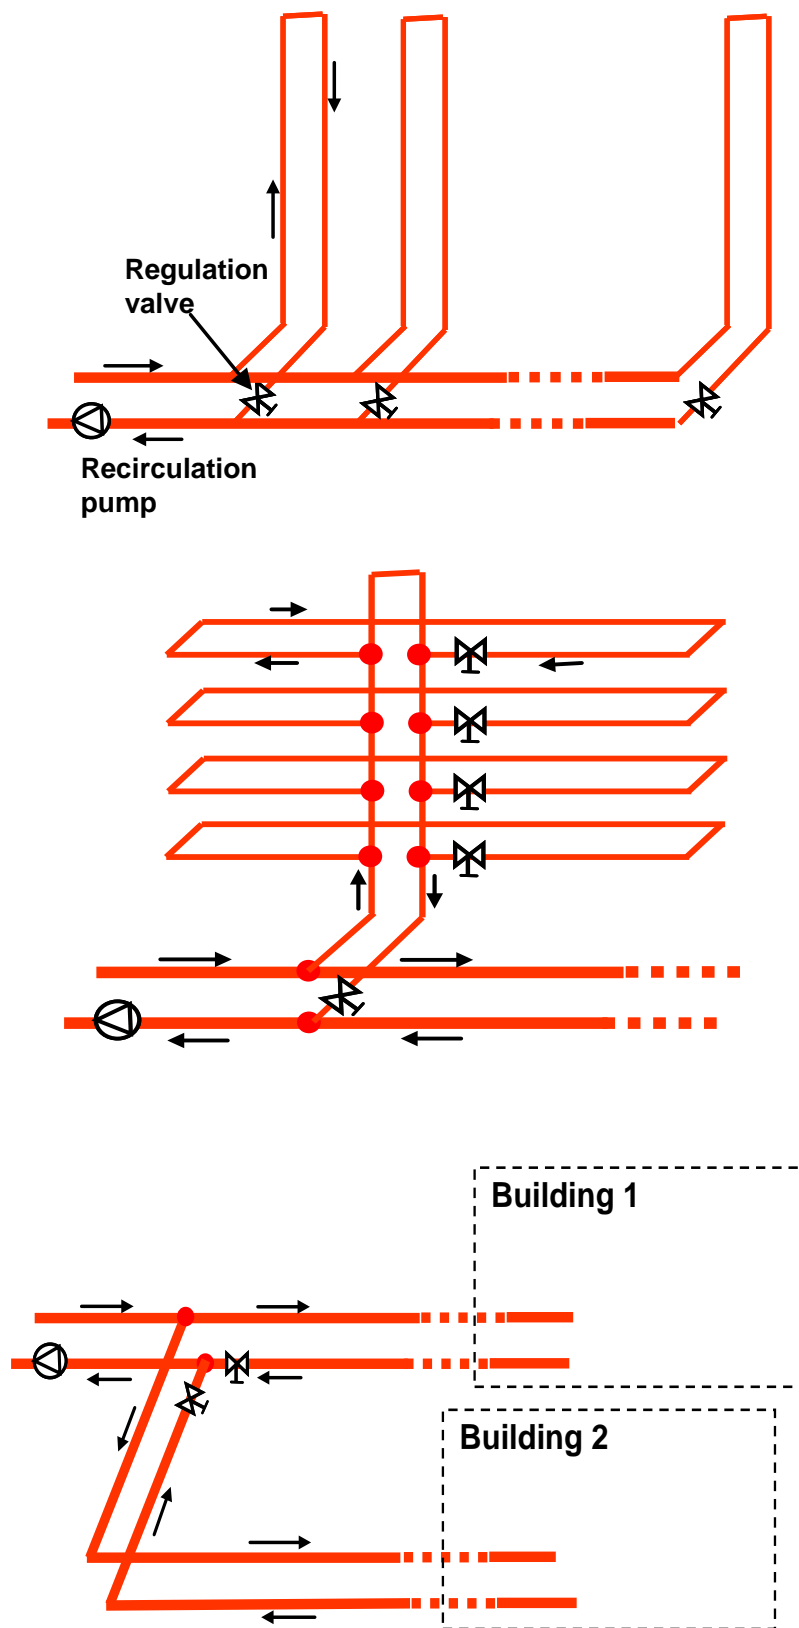 Regulation
valve
Recirculation
pump
Building 1
Building 2